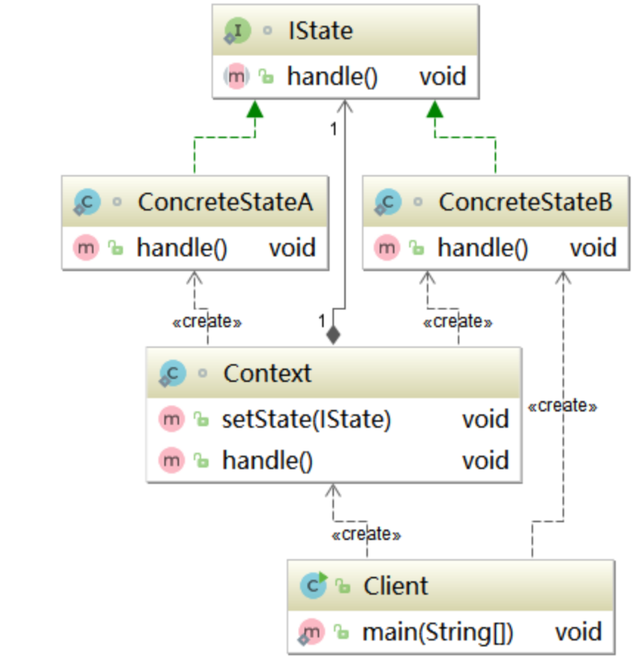 IState
handle() void
1
ConcreteStateA ConcreteStateB
handle() void handle() void
«create» 1 «create»
Context
setState(IState) void
«create»
handle() void
«create»
Client
main(String[]) void